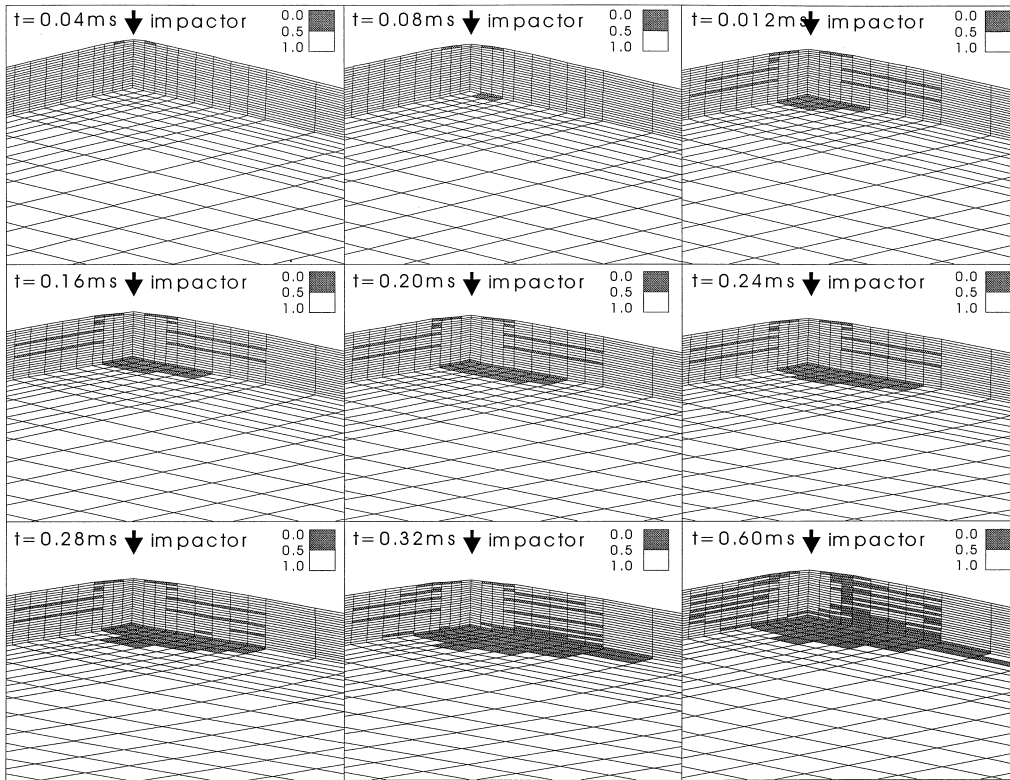 t=0.04ms impactor 0.0
0.5
1.0
t=0.08ms impactor 0.0
0.5
1.0
t=0.012ms impactor 0.0
0.5
1.0
t=0.16ms impactor 0.0
0.5
1.0
t=0.20ms impactor 0.0
0.5
1.0
t=0.24ms impactor 0.0
0.5
1.0
t=0.28ms impactor 0.0
0.5
1.0
t=0.32ms impactor 0.0
0.5
1.0
t=0.60ms impactor 0.0
0.5
1.0